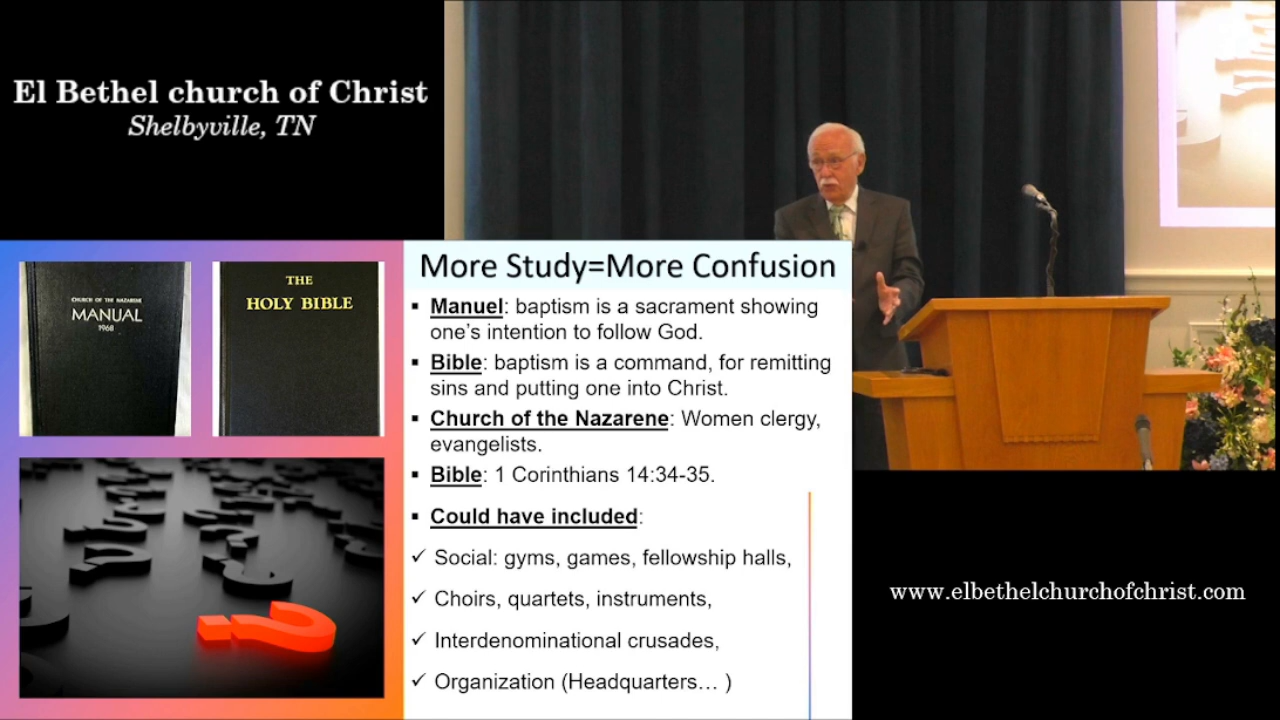 El Bethel church of Christ
Shelbyville, TN
CHURCH OF THE NAZARENE
MANUAL
1968
THE
HOLY BIBLE
More Study=More Confusion
▪ Manuel: baptism is a sacrament showing
one’s intention to follow God.
▪ Bible: baptism is a command, for remitting
sins and putting one into Christ.
▪ Church of the Nazarene: Women clergy,
evangelists.
▪ Bible: 1 Corinthians 14:34-35.
▪ Could have included:
✓ Social: gyms, games, fellowship halls,
✓ Choirs, quartets, instruments,
✓ Interdenominational crusades,
✓ Organization (Headquarters… )
www.elbethelchurchofchrist.com